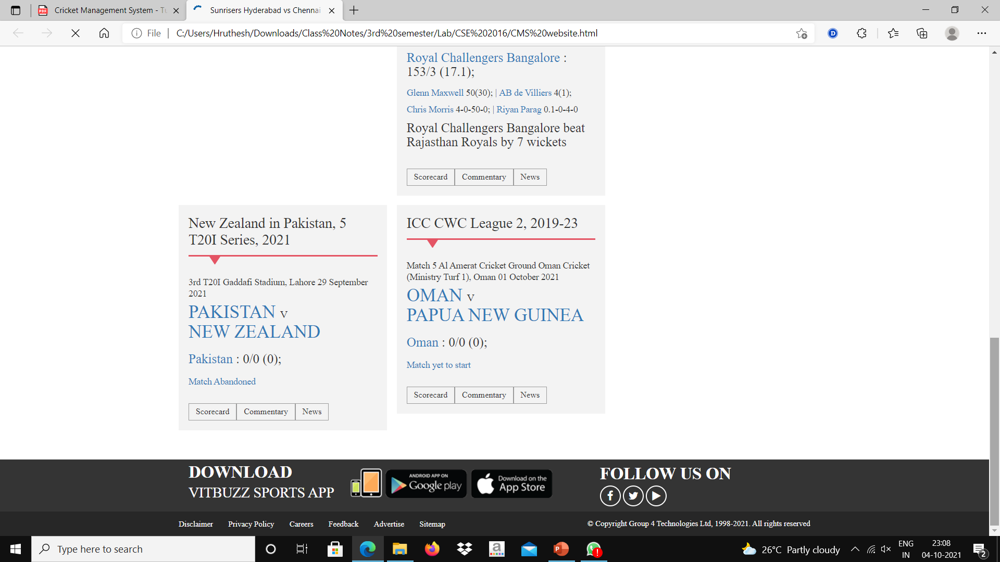 Cricket Management System - Tu
Sunrisers Hyderabad vs Chennai
File
C:/Users/Hruthesh/Downloads/Class%20Notes/3rd%20semester/Lab/CSE%202016/CMS%20website.html
D
Royal Challengers Bangalore :
153/3 (17.1);
Glenn Maxwell 50(30); | AB de Villiers 4(1);
Chris Morris 4-0-50-0; | Riyan Parag 0.1-0-4-0
Royal Challengers Bangalore beat
Rajasthan Royals by 7 wickets
Scorecard Commentary News
New Zealand in Pakistan, 5
T20I Series, 2021
3rd T20I Gaddafi Stadium, Lahore 29 September
2021
PAKISTAN v
NEW ZEALAND
Pakistan : 0/0 (0);
Match Abandoned
Scorecard Commentary News
ICC CWC League 2, 2019-23
Match 5 Al Amerat Cricket Ground Oman Cricket
(Ministry Turf 1), Oman 01 October 2021
OMAN v
PAPUA NEW GUINEA
Oman : 0/0 (0);
Match yet to start
Scorecard Commentary News
DOWNLOAD
VITBUZZ SPORTS APP
ANDROID APP ON
Google play
Download on the
App Store
FOLLOW US ON
Disclaimer Privacy Policy Careers Feedback Advertise Sitemap
© Copyright Group 4 Technologies Ltd, 1998-2021. All rights reserved
Type here to search
26°C Partly cloudy
ENG
IN
23:08
04-10-2021
2